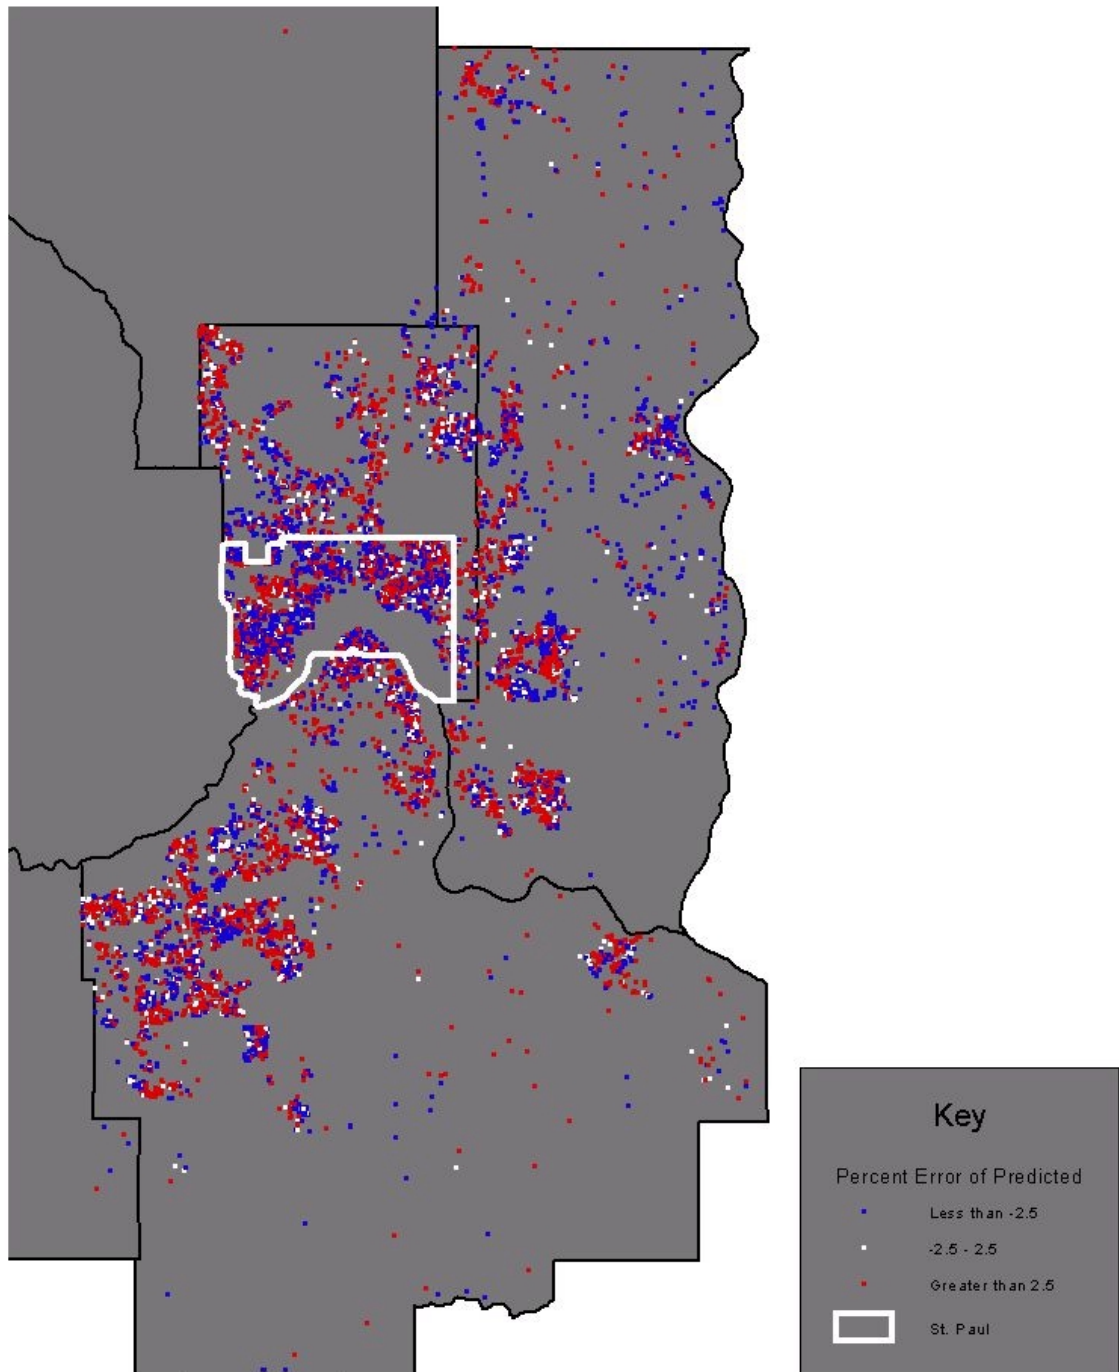 Key
Percent Error of Predicted
Less than -2.5
-2.5 - 2.5
Greater than 2.5
St. Paul